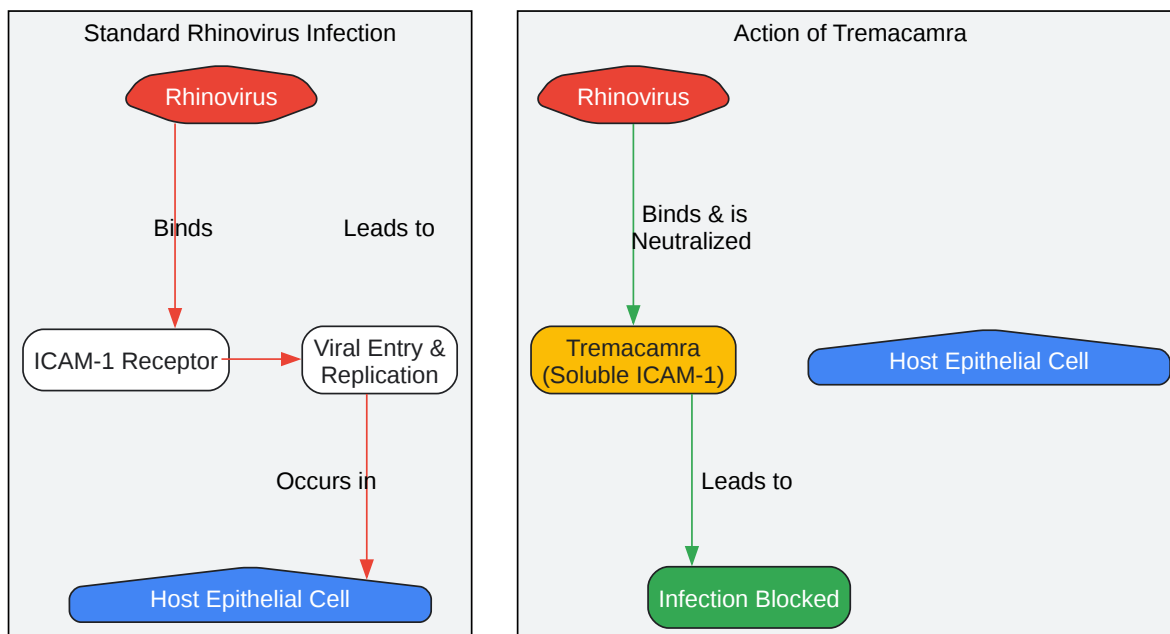 Standard Rhinovirus Infection
Rhinovirus
Binds
Leads to
ICAM-1 Receptor
Viral Entry &
Replication
Occurs in
Host Epithelial Cell
Action of Tremacamra
Rhinovirus
Binds & is
Neutralized
Tremacamra
(Soluble ICAM-1)
Host Epithelial Cell
Leads to
Infection Blocked